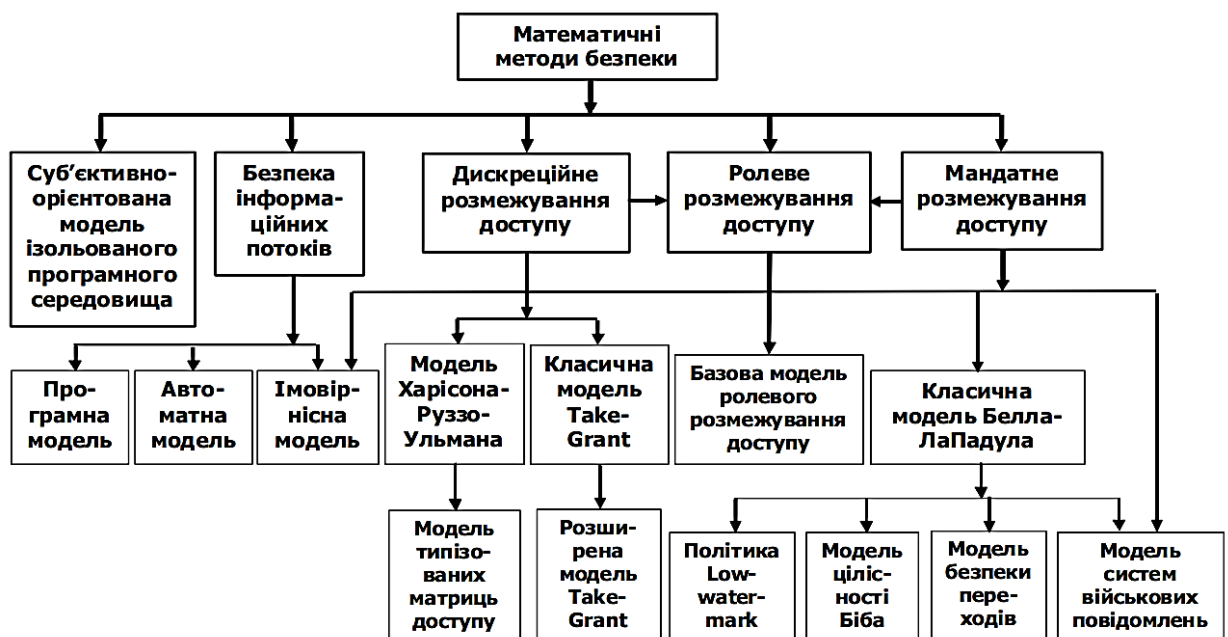 Математичні
методи безпеки
Суб’єктивно-
орієнтована
модель
ізольованого
програмного
середовища
Безпека
інформа-
ційних
потоків
Дискреційне
розмежування
доступу
Ролеве
розмежування
доступу
Мандатне
розмежування
доступу
Про-
грамна
модель
Авто-
матна
модель
Імовір-
нісна
модель
Модель
Харісона-
Руззо-
Ульмана
Класична
модель
Take-
Grant
Базова модель
ролевого
розмежування
доступу
Класична
модель Белла-
ЛаПадула
Модель
типізо-
ваних
матриць
доступу
Розши-
рена
модель
Take-
Grant
Політика
Low-
water-
mark
Модель
ціліс-
ності
Біба
Модель
безпеки
пере-
ходів
Модель
систем
військових
повідомлень